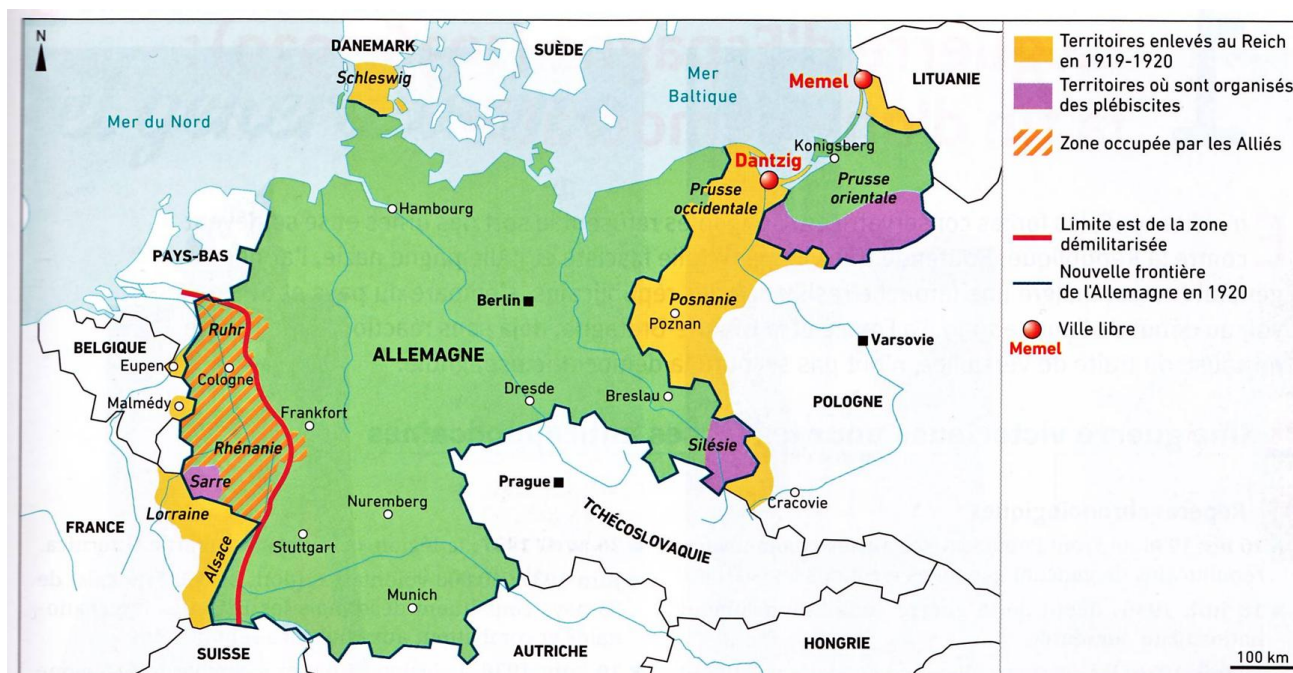 N
DANEMARK
SUÈDE
Schleswig
Mer du Nord
Mer
Baltique
Memel
LITUANIE
Konigsberg
Dantzig
Prusse
occidentale
Prusse
orientale
Hambourg
PAYS-BAS
Berlin
Posnanie
Poznan
Varsovie
Ruhr
BELGIQUE
Eupen
Cologne
ALLEMAGNE
Malmédy
Frankfort
Dresde
Breslau
POLOGNE
Rhénanie
Silésie
Sarre
Prague
Cracovie
Lorraine
Nuremberg
TCHÉCOSLOVAQUIE
FRANCE
Alsace
Stuttgart
Munich
SUISSE
AUTRICHE
HONGRIE
Territoires enlevés au Reich
en 1919-1920
Territoires où sont organisés
des plébiscites
Zone occupée par les Alliés
Limite est de la zone
démilitarisée
Nouvelle frontière
de l'Allemagne en 1920
Ville libre
Memel
100 km